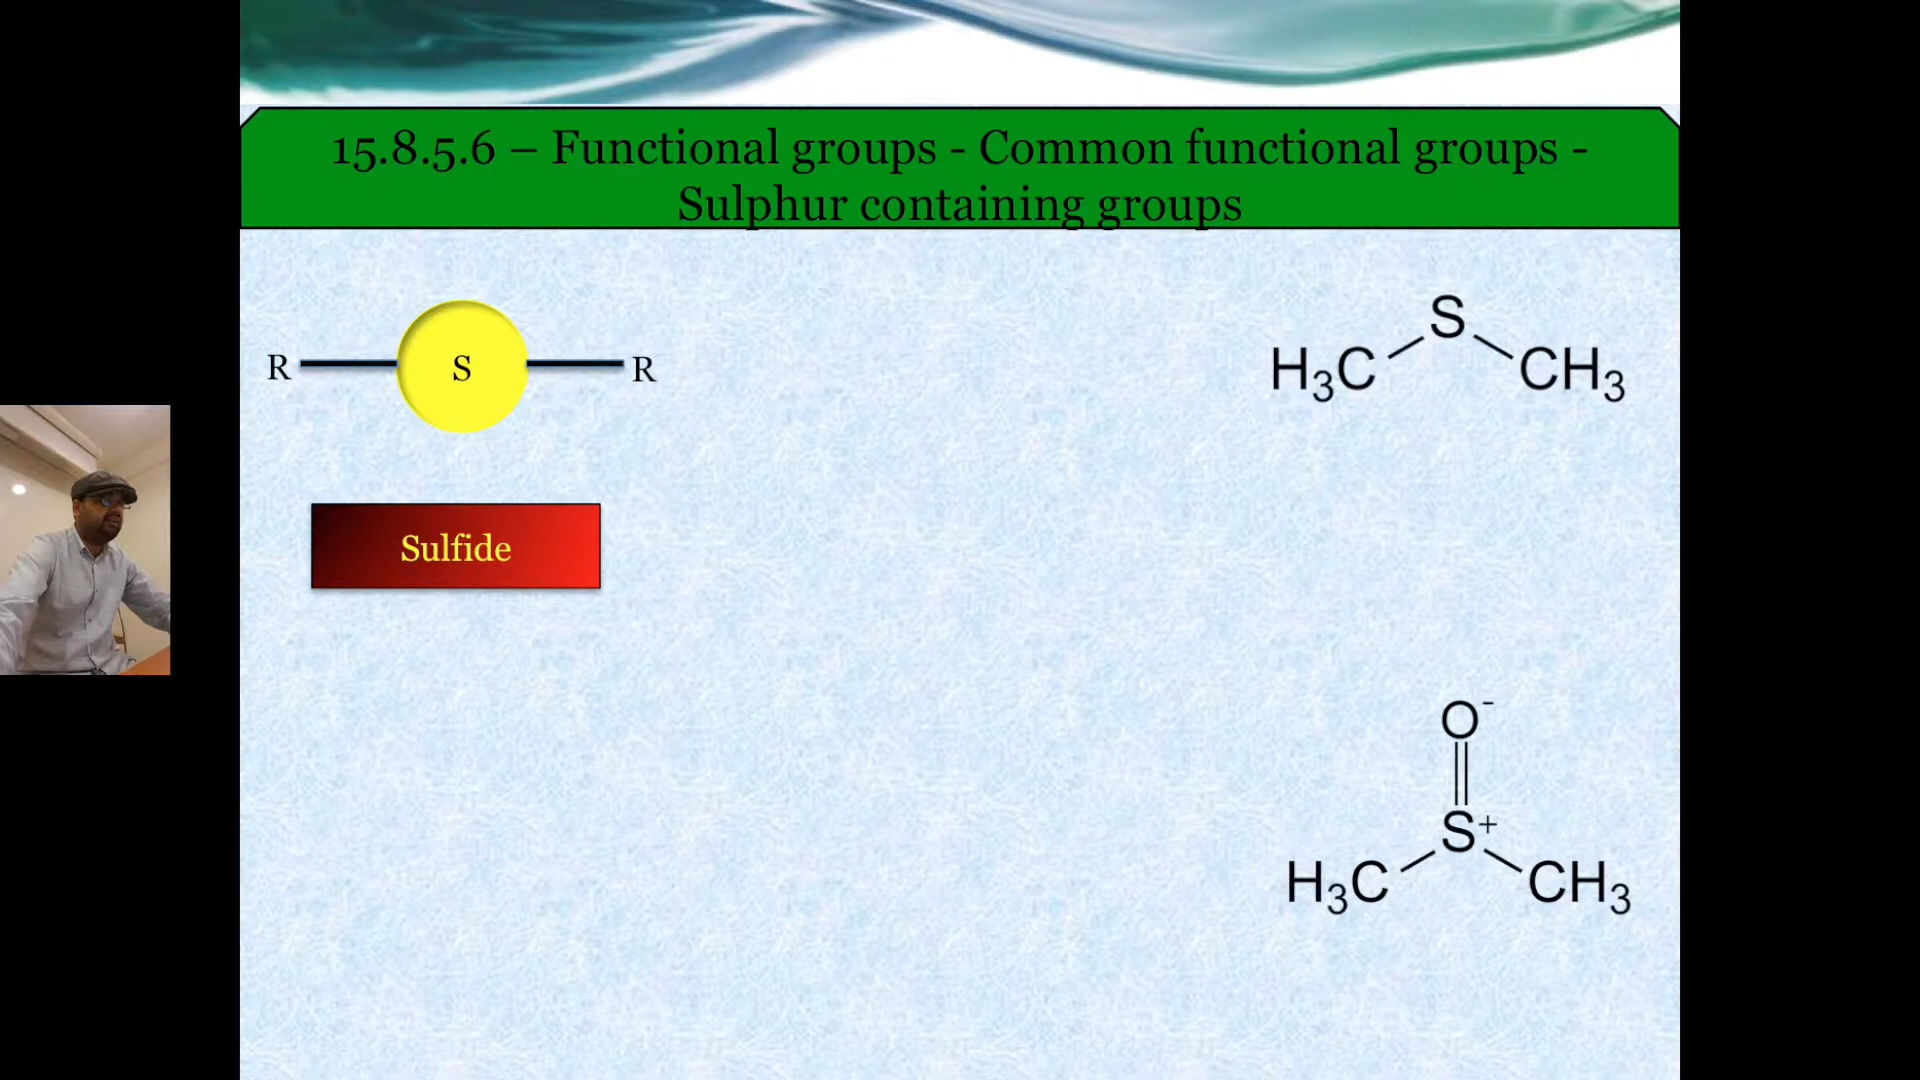 15.8.5.6 – Functional groups - Common functional groups -
Sulphur containing groups
R S R
S
H₃C CH₃
Sulfide
O⁻
S⁺
H₃C CH₃